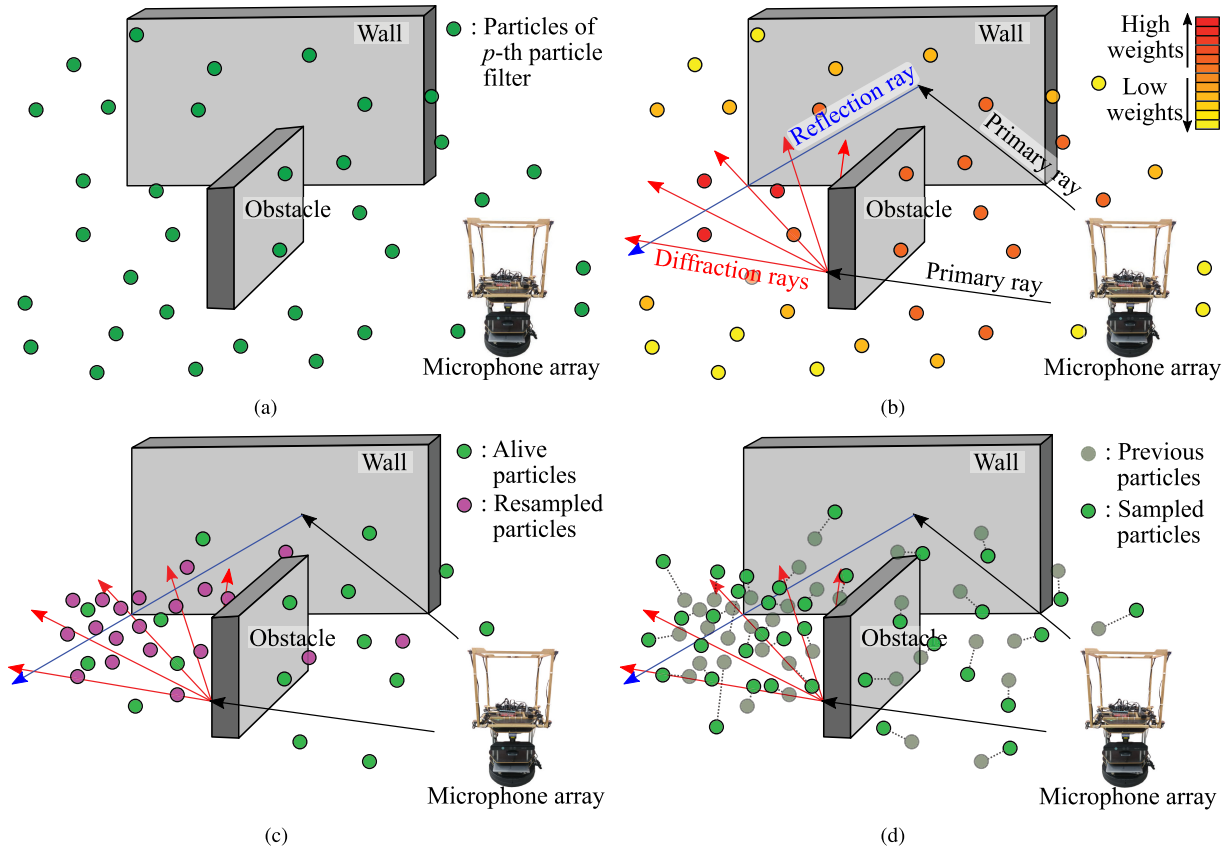 Wall
: Particles of
p-th particle
filter
Obstacle
Microphone array
(a)
Wall
High
weights
Low
weights
Reflection ray
Primary ray
Obstacle
Diffraction rays
Primary ray
Microphone array
(b)
Wall
: Alive
particles
: Resampled
particles
Obstacle
Microphone array
(c)
Wall
: Previous
particles
: Sampled
particles
Obstacle
Microphone array
(d)